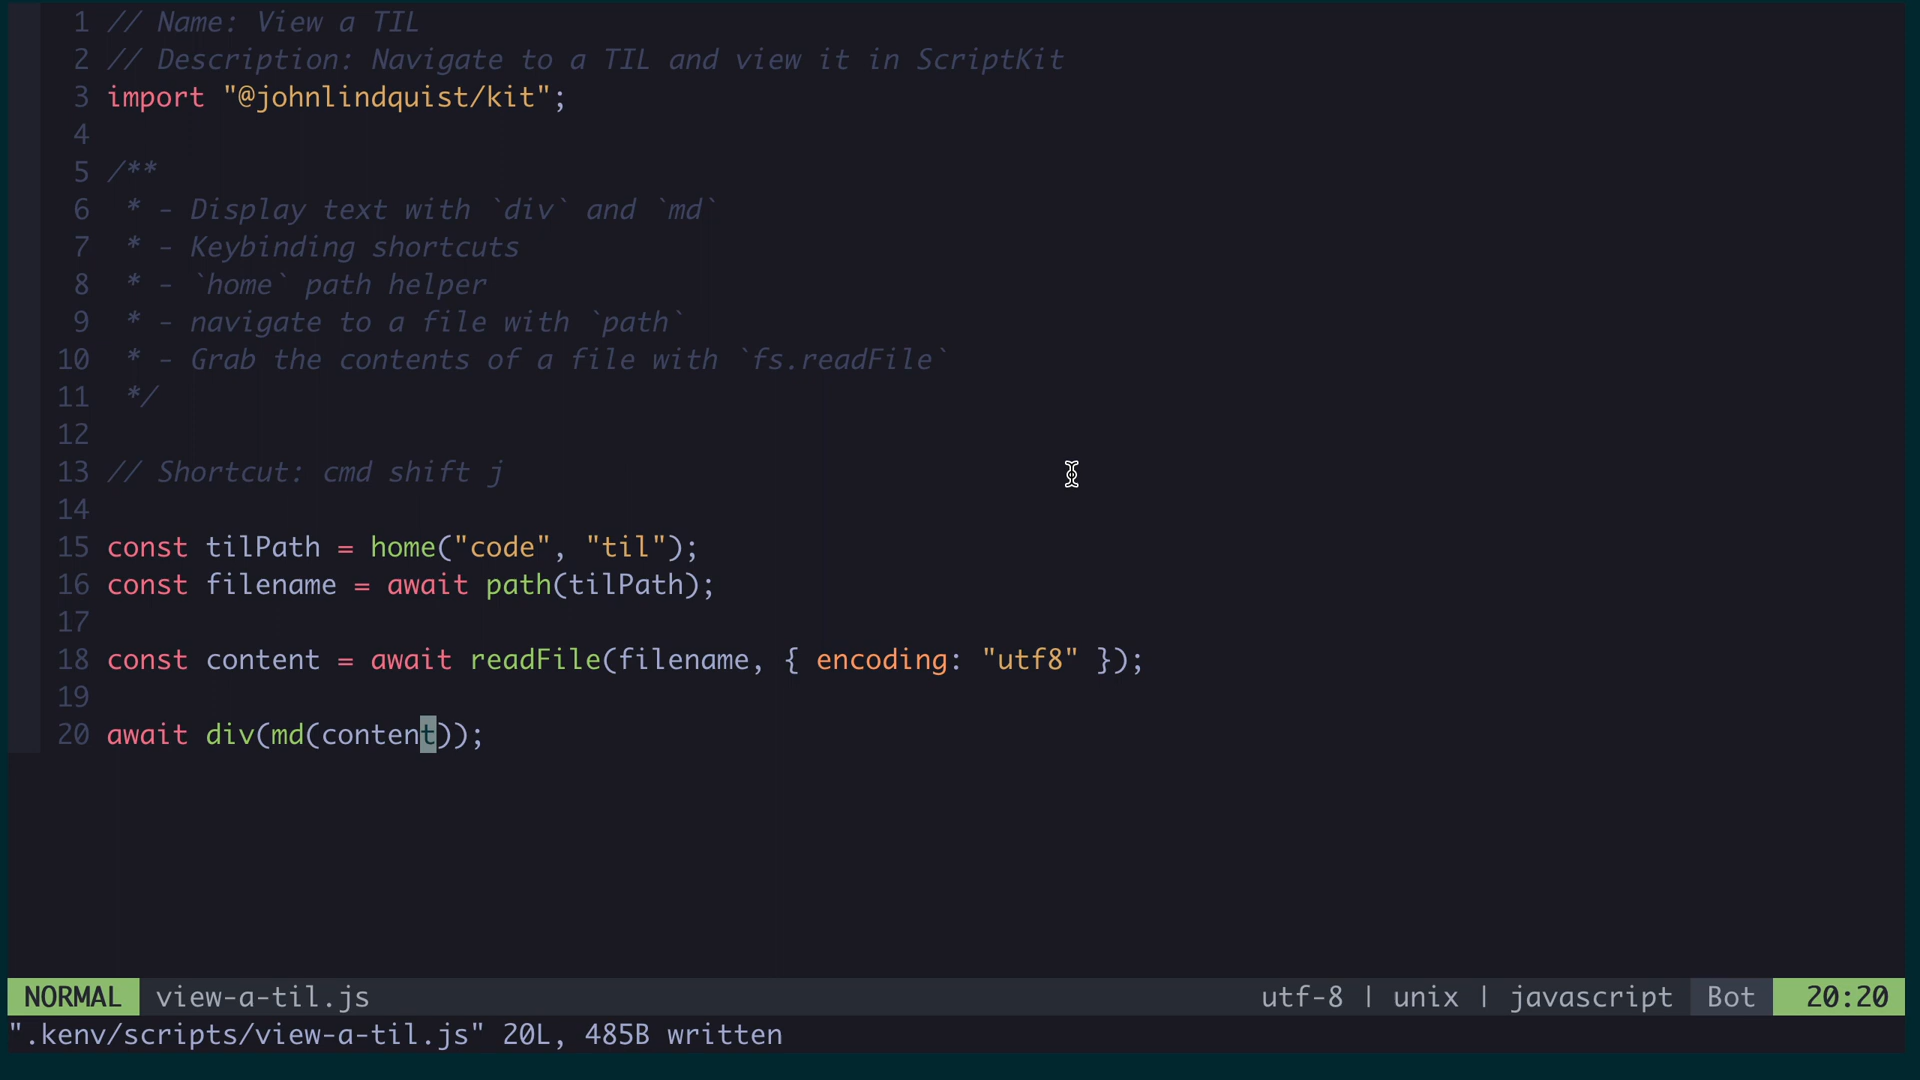 1 // Name: View a TIL
2 // Description: Navigate to a TIL and view it in ScriptKit
3 import "@johnlindquist/kit";
4
5 /**
6  * - Display text with `div` and `md`
7  * - Keybinding shortcuts
8  * - `home` path helper
9  * - navigate to a file with `path`
10  * - Grab the contents of a file with `fs.readFile`
11  */
12
13 // Shortcut: cmd shift j
14
15 const tilPath = home("code", "til");
16 const filename = await path(tilPath);
17
18 const content = await readFile(filename, { encoding: "utf8" });
19
20 await div(md(content));
NORMAL view-a-til.js utf-8 | unix | javascript Bot 20:20
".kenv/scripts/view-a-til.js" 20L, 485B written